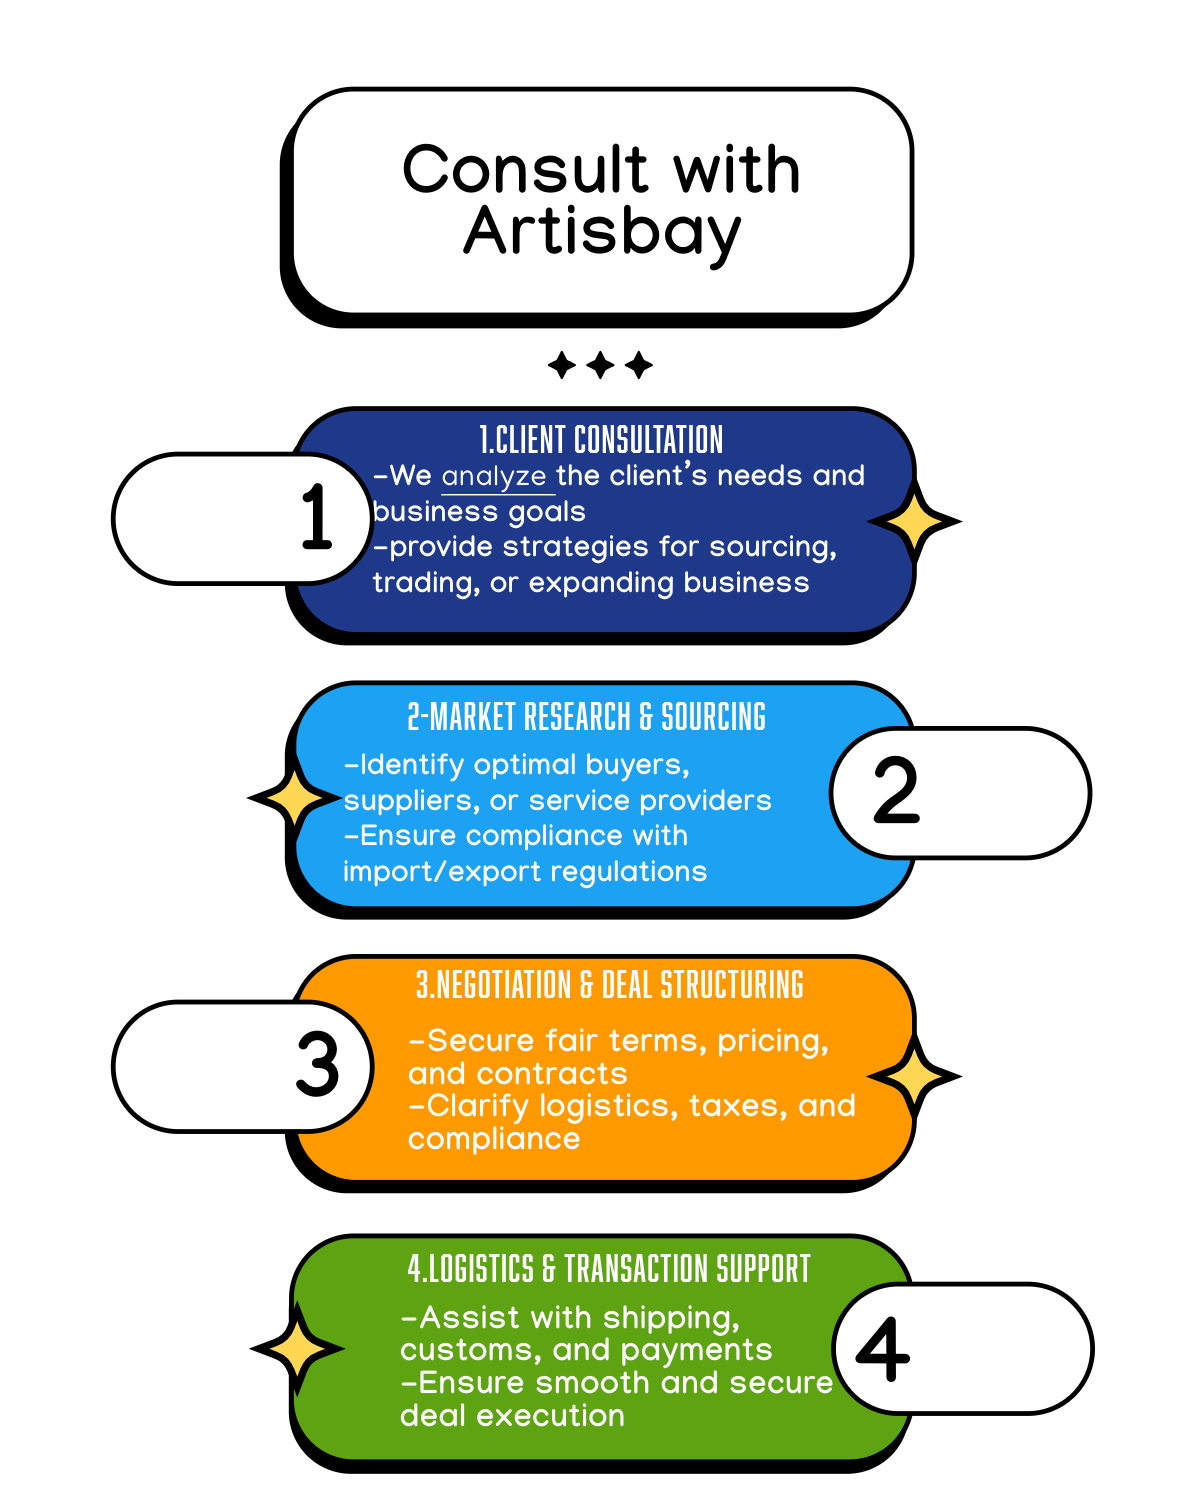 Consult with
Artisbay
1.CLIENT CONSULTATION
-We analyze the client's needs and
business goals
-provide strategies for sourcing,
trading, or expanding business
1
2-MARKET RESEARCH & SOURCING
-Identify optimal buyers,
suppliers, or service providers
-Ensure compliance with
import/export regulations
2
3.NEGOTIATION & DEAL STRUCTURING
-Secure fair terms, pricing,
and contracts
-Clarify logistics, taxes, and
compliance
3
4.LOGISTICS & TRANSACTION SUPPORT
-Assist with shipping,
customs, and payments
-Ensure smooth and secure
deal execution
4